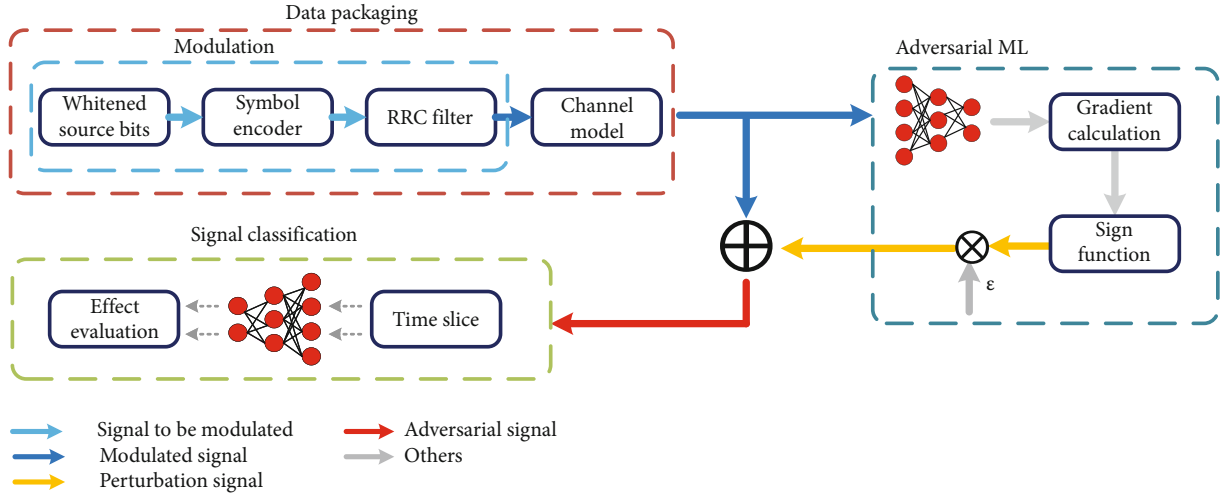 Data packaging
Modulation
Whitened
source bits
Symbol
encoder
RRC filter
Channel
model
Adversarial ML
Gradient
calculation
Sign
function
ε
Signal classification
Effect
evaluation
Time slice
Signal to be modulated
Modulated signal
Perturbation signal
Adversarial signal
Others